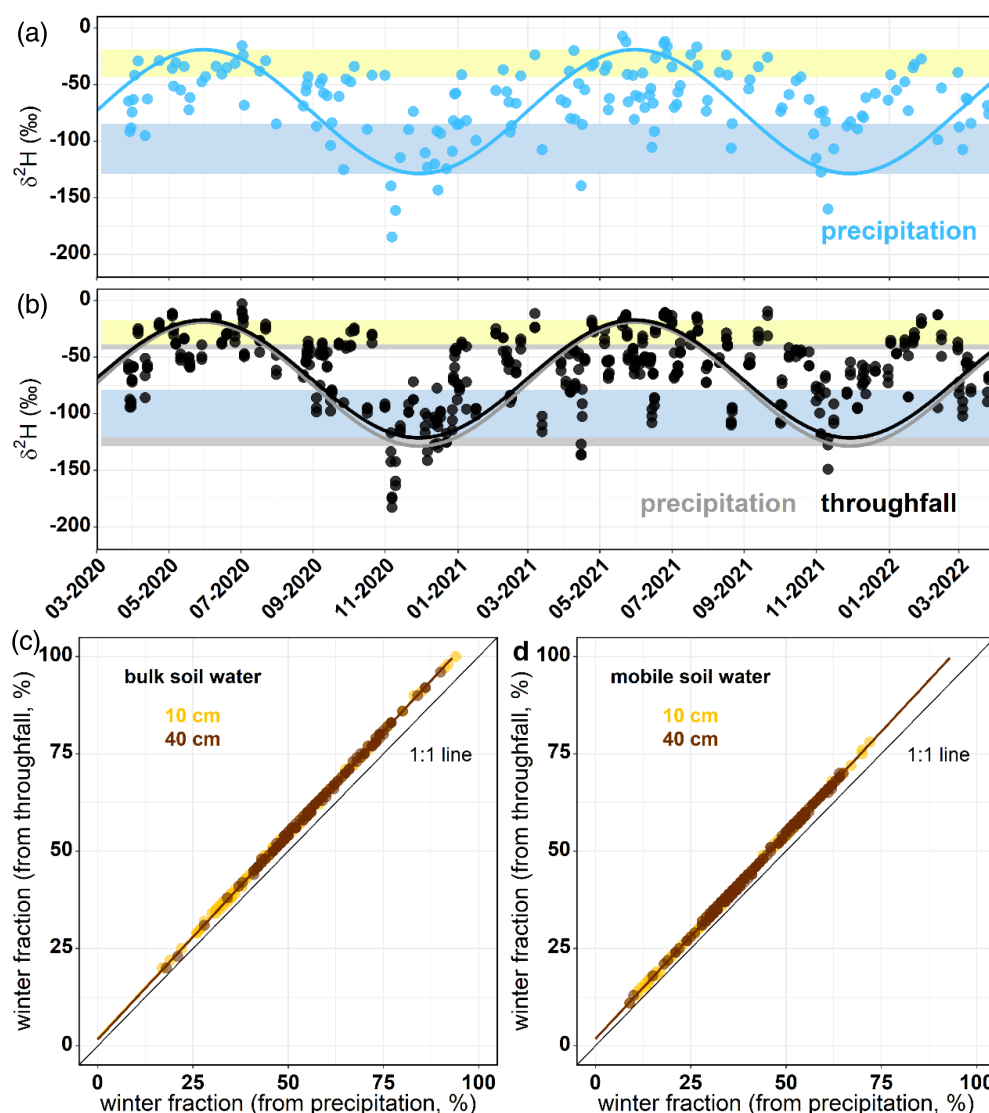 (a)
0
-50
-100
-150
-200
δ²H (‰)
precipitation
(b)
0
-50
-100
-150
-200
δ²H (‰)
precipitation throughfall
03-2020 05-2020 07-2020 09-2020 11-2020 01-2021 03-2021 05-2021 07-2021 09-2021 11-2021 01-2022 03-2022
(c)
100
75
50
25
0
winter fraction (from throughfall, %)
bulk soil water
10 cm
40 cm
1:1 line
0 25 50 75 100
winter fraction (from precipitation, %)
d
100
75
50
25
0
winter fraction (from throughfall, %)
mobile soil water
10 cm
40 cm
1:1 line
0 25 50 75 100
winter fraction (from precipitation, %)